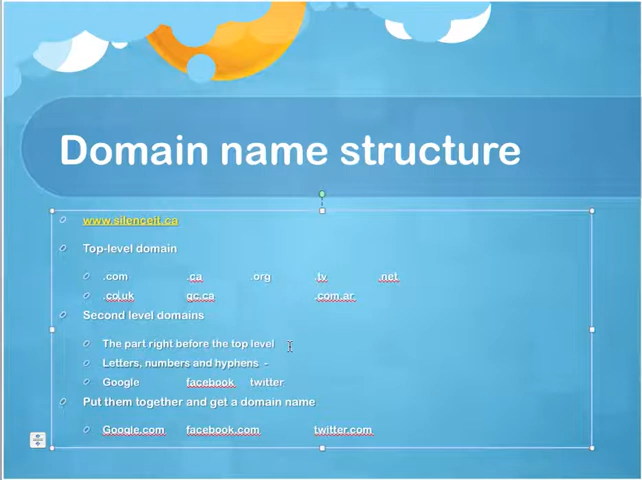 Domain name structure
www.silenceit.ca
Top-level domain
.com .ca .org .tv .net
.co.uk qc.ca .com.ar
Second level domains
The part right before the top level
Letters, numbers and hyphens -
Google facebook twitter
Put them together and get a domain name
Google.com facebook.com twitter.com